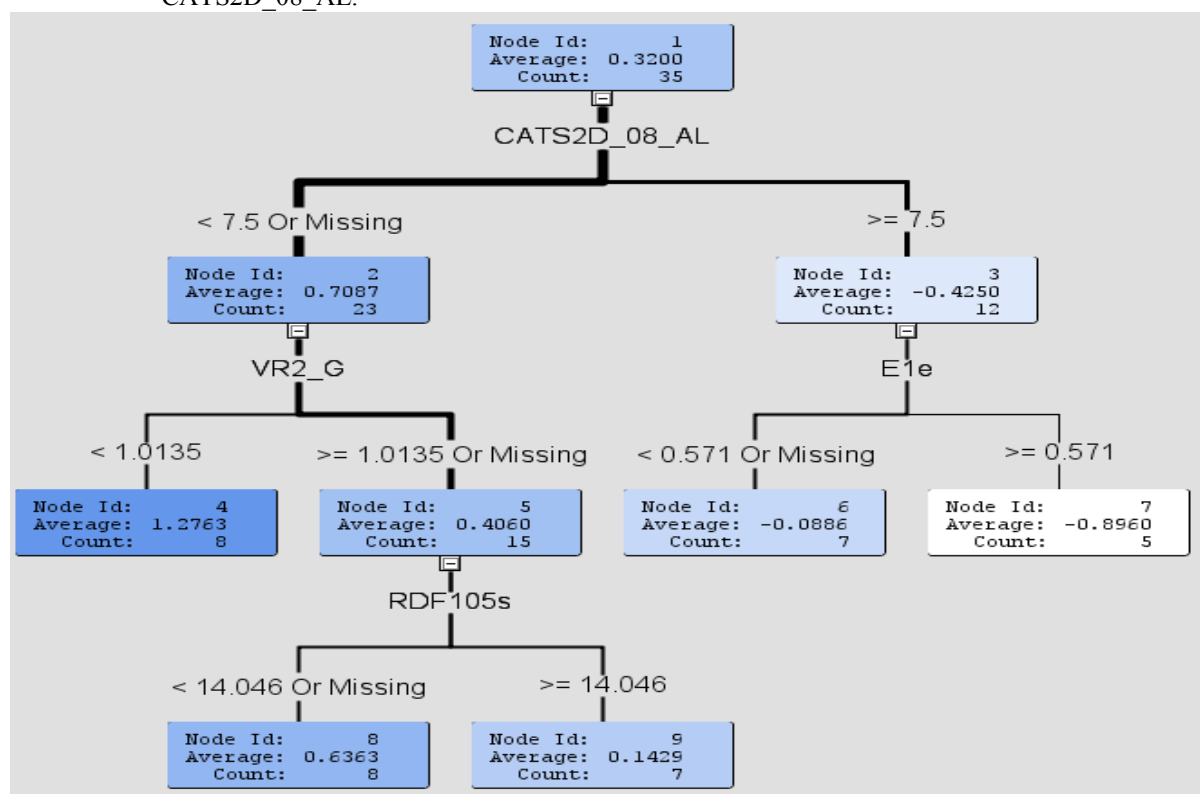 CATS2D_08_AL.
Node Id: 1
Average: 0.3200
Count: 35
CATS2D_08_AL
< 7.5 Or Missing
>= 7.5
Node Id: 2
Average: 0.7087
Count: 23
Node Id: 3
Average: -0.4250
Count: 12
VR2_G
E1e
< 1.0135
>= 1.0135 Or Missing
< 0.571 Or Missing
>= 0.571
Node Id: 4
Average: 1.2763
Count: 8
Node Id: 5
Average: 0.4060
Count: 15
Node Id: 6
Average: -0.0886
Count: 7
Node Id: 7
Average: -0.8960
Count: 5
RDF105s
< 14.046 Or Missing
>= 14.046
Node Id: 8
Average: 0.6363
Count: 8
Node Id: 9
Average: 0.1429
Count: 7